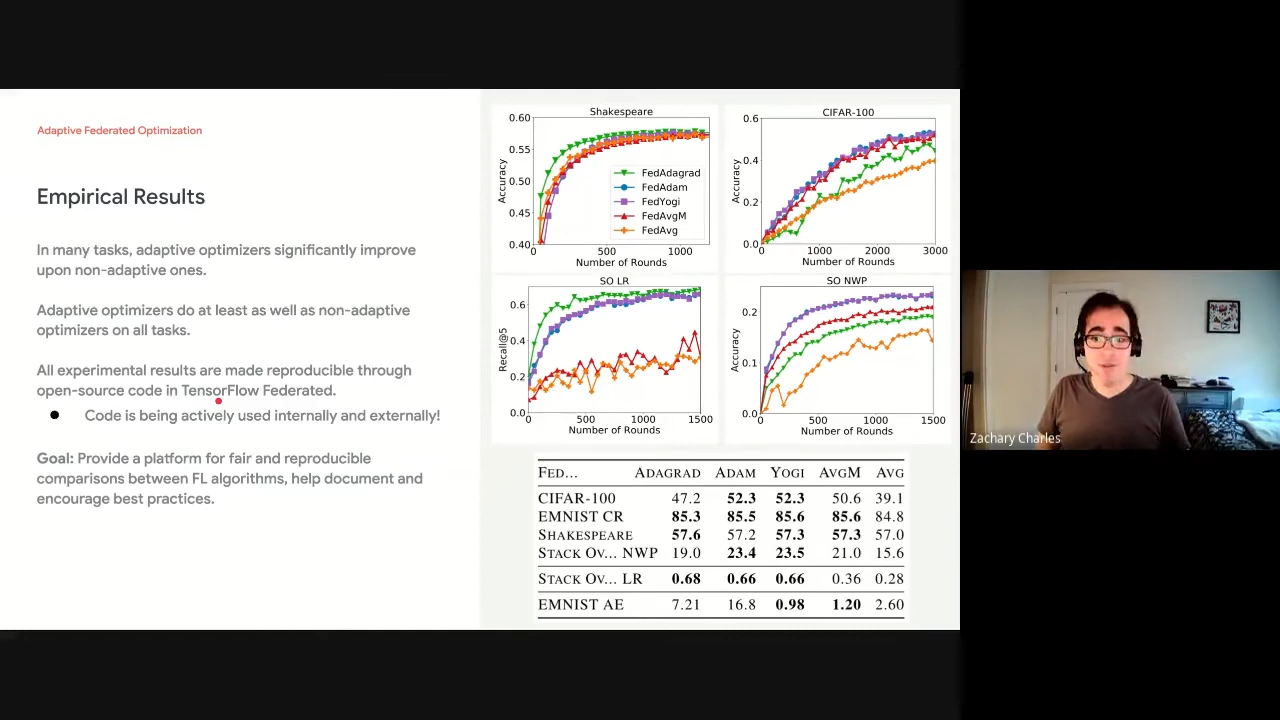 Adaptive Federated Optimization
Empirical Results
In many tasks, adaptive optimizers significantly improve
upon non-adaptive ones.
Adaptive optimizers do at least as well as non-adaptive
optimizers on all tasks.
All experimental results are made reproducible through
open-source code in TensorFlow Federated.
● Code is being actively used internally and externally!
Goal: Provide a platform for fair and reproducible
comparisons between FL algorithms, help document and
encourage best practices.
Shakespeare
Accuracy
0.60
0.55
0.50
0.45
0.40
FedAdagrad
FedAdam
FedYogi
FedAvgM
FedAvg
0 500 1000
Number of Rounds
CIFAR-100
Accuracy
0.6
0.4
0.2
0.0
0 1000 2000 3000
Number of Rounds
SO LR
Recall@5
0.6
0.4
0.2
0.0
0 500 1000 1500
Number of Rounds
SO NWP
Accuracy
0.2
0.1
0.0
0 500 1000 1500
Number of Rounds
FED... ADAGRAD ADAM YOGI AVGM AVG
CIFAR-100 47.2 52.3 52.3 50.6 39.1
EMNIST CR 85.3 85.5 85.6 85.6 84.8
SHAKESPEARE 57.6 57.2 57.3 57.3 57.0
STACK OV... NWP 19.0 23.4 23.5 21.0 15.6
STACK OV... LR 0.68 0.66 0.66 0.36 0.28
EMNIST AE 7.21 16.8 0.98 1.20 2.60
Zachary Charles